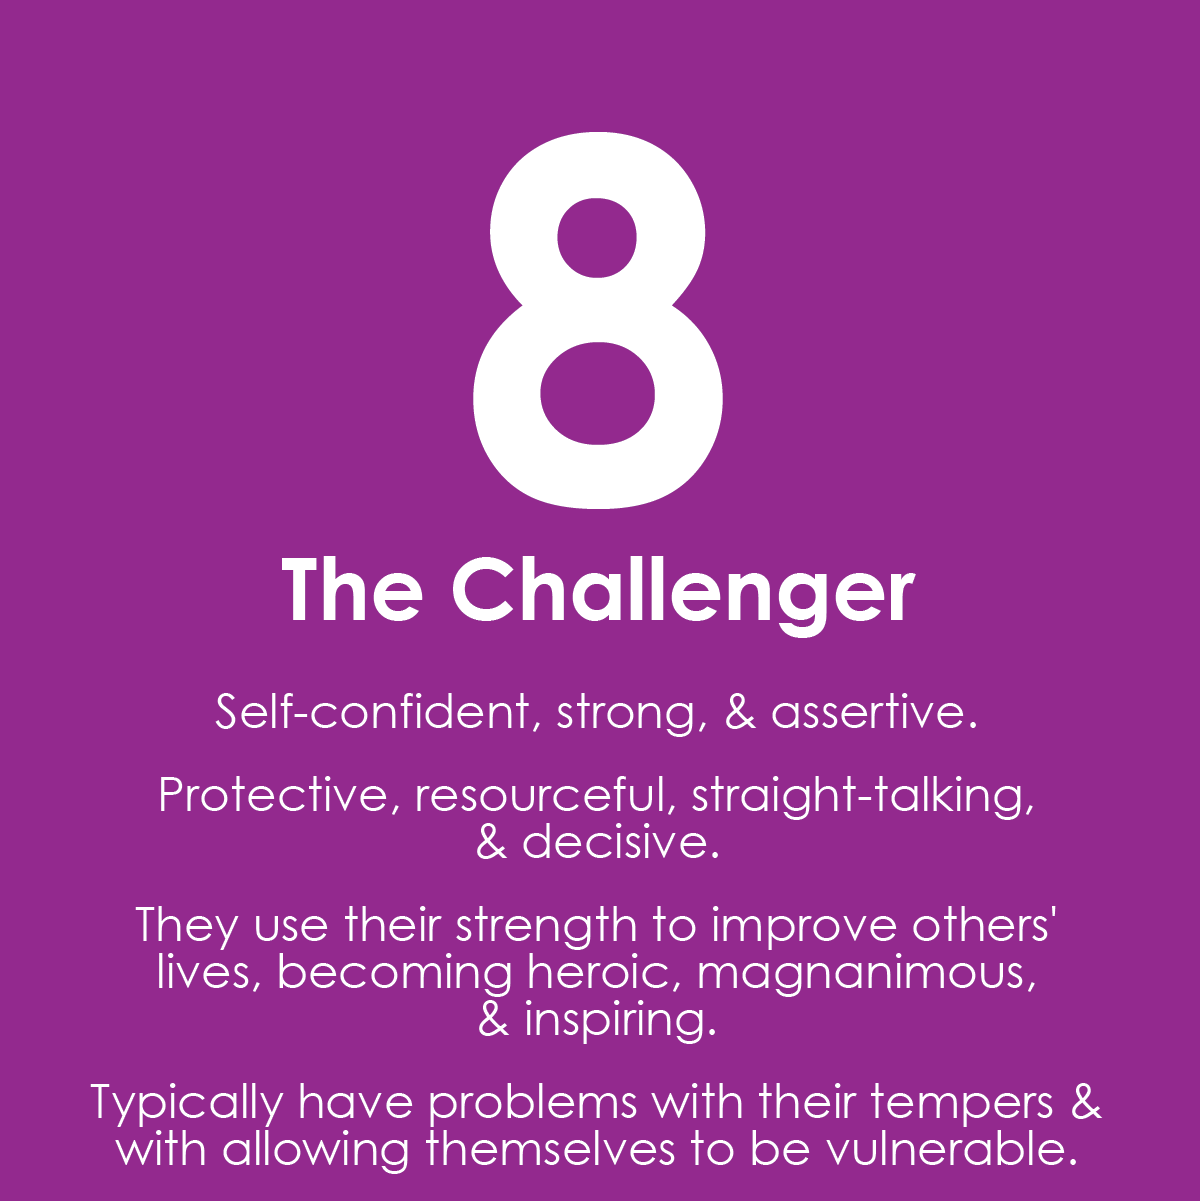 8
The Challenger
Self-confident, strong, & assertive.
Protective, resourceful, straight-talking,
& decisive.
They use their strength to improve others'
lives, becoming heroic, magnanimous,
& inspiring.
Typically have problems with their tempers &
with allowing themselves to be vulnerable.